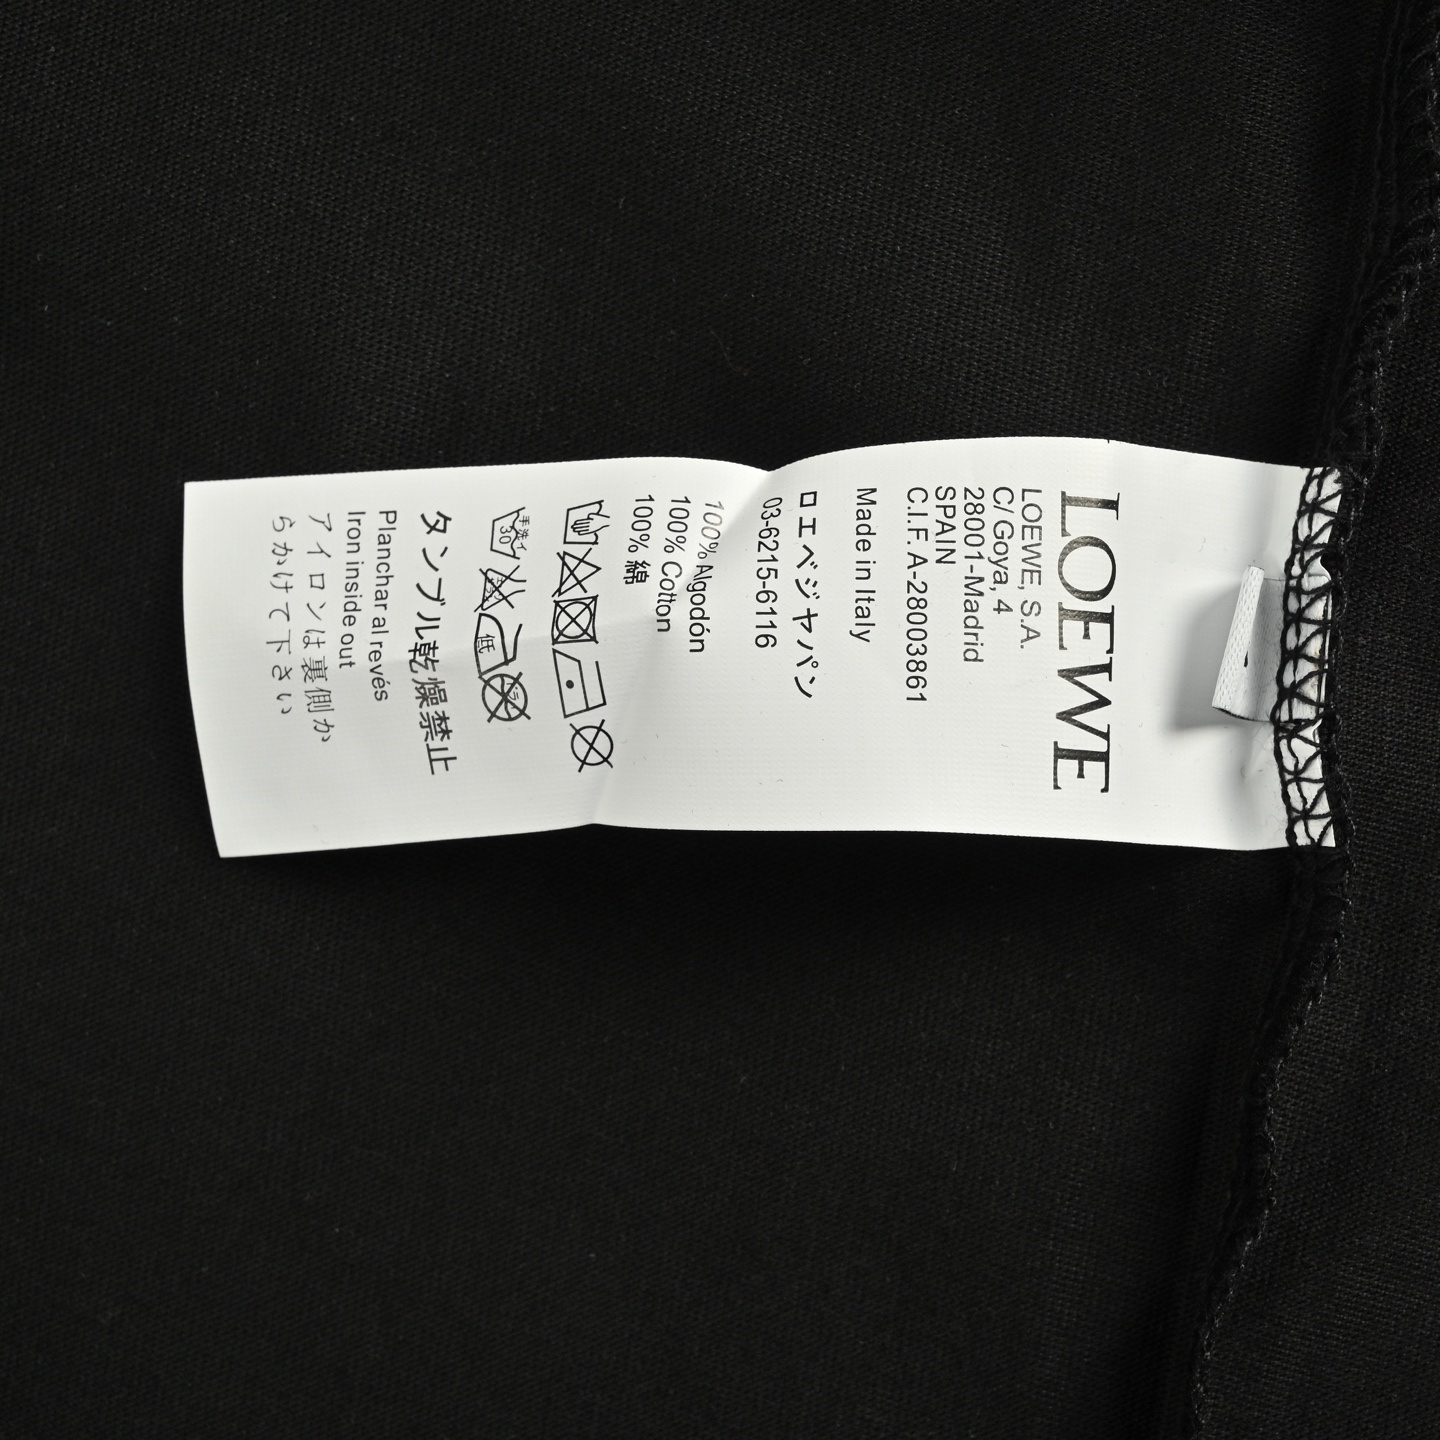 LOEWE
LOEWE, S.A.
C/ Goya, 4
28001-Madrid
SPAIN
C.I.F. A-28003861
Made in Italy
ロエベジャパン
03-6215-6116
100% Algodón
100% Cotton
100% 綿
手洗イ
30
低
タンブル乾燥禁止
Planchar al revés
Iron inside out
アイロンは裏側か
らかけて下さい